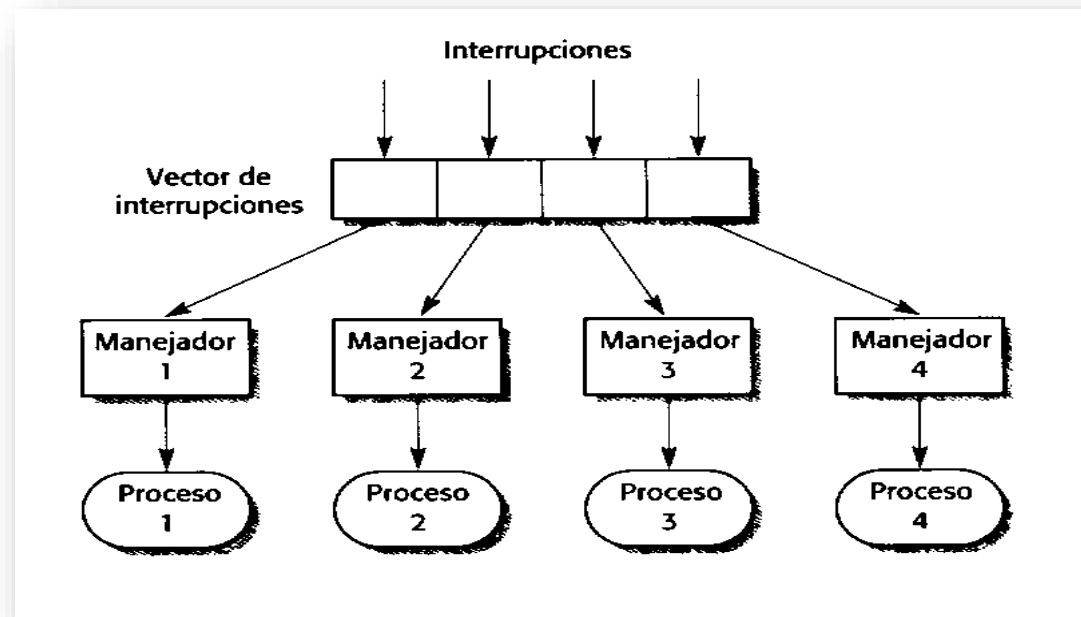 Interrupciones
Vector de
interrupciones
Manejador
1
Manejador
2
Manejador
3
Manejador
4
Proceso
1
Proceso
2
Proceso
3
Proceso
4